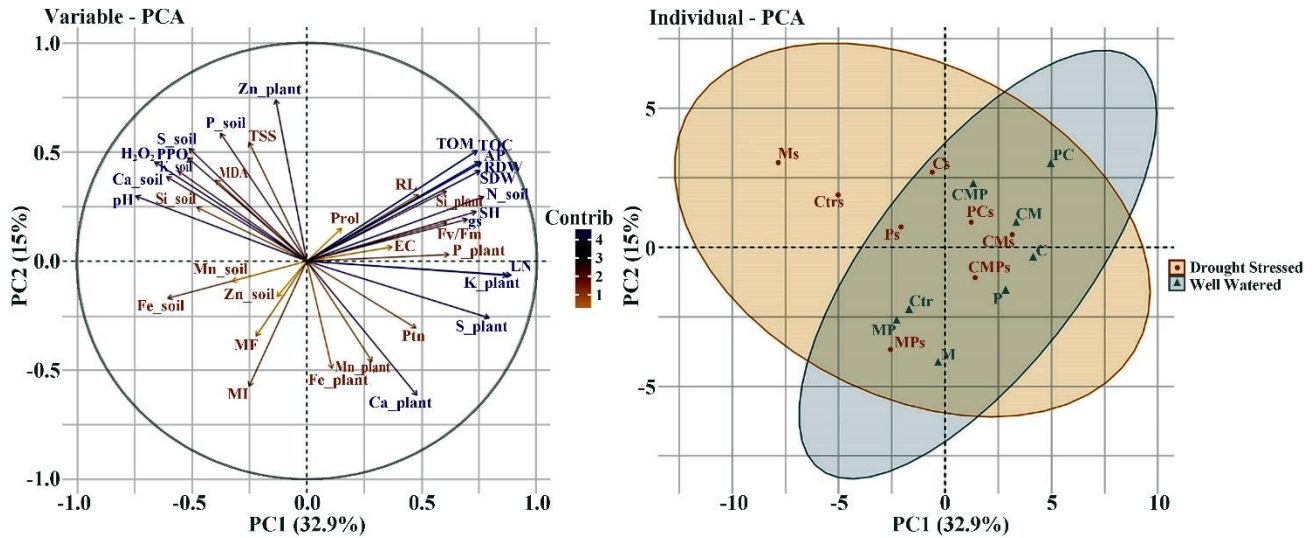 Variable - PCA
1.0
0.5
0.0
-0.5
-1.0
PC2 (15%)
-1.0
-0.5
0.0
0.5
1.0
PC1 (32.9%)
Zn_plant
P_soil
TSS
S_soil
H₂O₂
PPO
K_soil
MDA
Ca_soil
pH
Si_soil
Prol
TOM
TOC
AP
RDW
SDW
RL
Si_plant
N_soil
SH
gs
Fv/Fm
EC
P_plant
LN
K_plant
S_plant
Mn_soil
Fe_soil
Zn_soil
MF
MI
Ptn
Mn_plant
Fe_plant
Ca_plant
Contrib
4
3
2
1
Individual - PCA
5
0
-5
PC2 (15%)
-10
-5
0
5
10
PC1 (32.9%)
Ms
Ctrs
Cs
PC
CMP
Ps
PCs
CM
CMs
C
CMPs
P
Ctr
MP
MPs
M
Drought Stressed
Well Watered